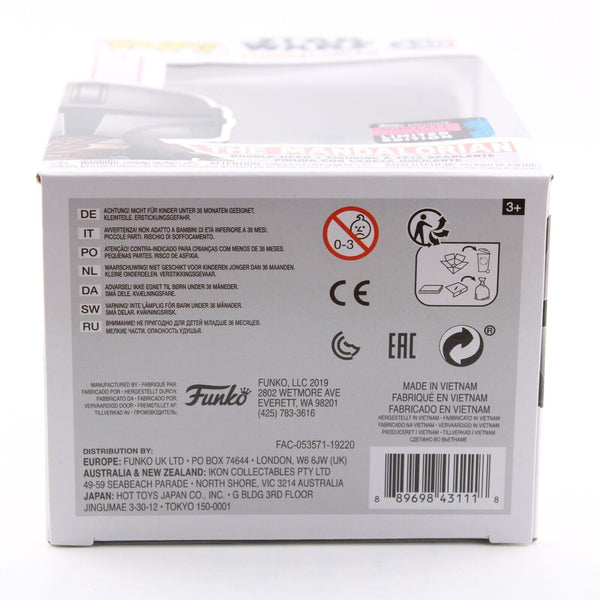 STAR
WARS
LIMITED
EDITION
THE MANDALORIAN
DE ACHTUNG! NICHT FÜR KINDER UNTER 36 MONATEN GEEIGNET.
KLEINTEILE, ERSTICKUNGSGEFAHR.
IT AVVERTENZA! NON ADATTO A BAMBINI DI ETÀ INFERIORE A 36 MESI.
PICCOLE PARTI. RISCHIO DI SOFFOCAMENTO.
PO ATENÇÃO! CONTRA-INDICADO PARA CRIANÇAS COM MENOS DE 36 MESES.
PEQUENAS PARTES. RISCO DE ASFIXIA.
NL WAARSCHUWING! NIET GESCHIKT VOOR KINDEREN JONGER DAN 36 MAANDEN.
KLEINE ONDERDELEN. VERSTIKKINGSGEVAAR.
DA ADVARSEL! IKKE EGNET TIL BØRN UNDER 36 MÅNEDER.
SMÅ DELE. KVÆLNINGSFARE.
SW VARNING! INTE LÄMPLIG FÖR BARN UNDER 36 MÅNADER.
SMÅ DELAR. KVÄVNINGSRISK.
RU ВНИМАНИЕ! НЕ ПРИГОДНО ДЛЯ ДЕТЕЙ МЛАДШЕ 36 МЕСЯЦЕВ.
МЕЛКИЕ ЧАСТИ. ОПАСНОСТЬ УДУШЬЯ.
0-3
3+
CE
EAC
®
MANUFACTURED BY • FABRIQUÉ PAR:
FABRICADO POR • HERGESTELLT DURCH:
FABBRICATO DA • FABRICADO POR:
VERVAARDIGD DOOR • FREMSTILLET AF:
TILLVERKAD AV • ПРОИЗВОДИТЕЛЬ:
Funko
FUNKO, LLC 2019
2802 WETMORE AVE
EVERETT, WA 98201
(425) 783-3616
MADE IN VIETNAM
FABRIQUÉ EN VIETNAM
FABRICADO EN VIETNAM
FABRICATO NO VIETNAM • VERVAARDIGD IN VIETNAM
PRODUCERET I VIETNAM • TILLVERKAD I VIETNAM
СДЕЛАНО ВО ВЬЕТНАМЕ
FAC-053571-19220
DISTRIBUTION BY:
EUROPE: FUNKO UK LTD • PO BOX 74644 • LONDON, W6 6JW (UK)
AUSTRALIA & NEW ZEALAND: IKON COLLECTABLES PTY LTD
49-59 SEABEACH PARADE • NORTH SHORE, VIC 3214 AUSTRALIA
JAPAN: HOT TOYS JAPAN CO., INC. • G BLDG 3RD FLOOR
JINGUMAE 3-30-12 • TOKYO 150-0001
8 89698 43111 8